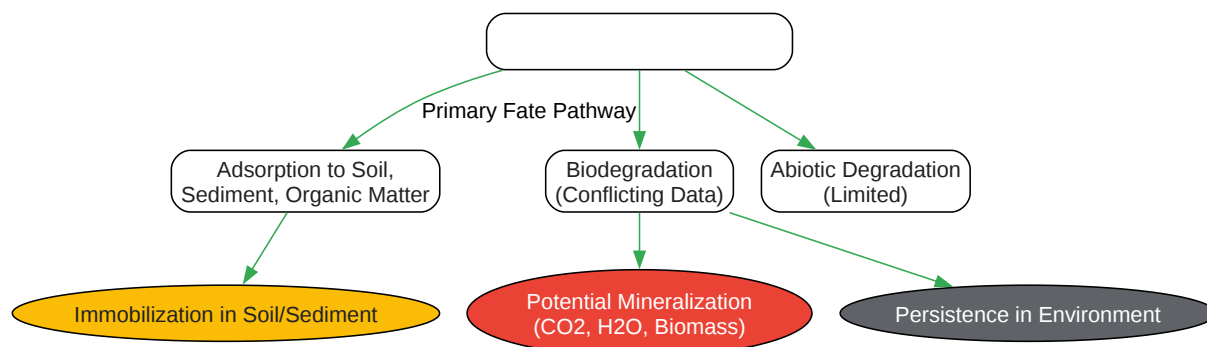 Primary Fate Pathway
Adsorption to Soil,
Sediment, Organic Matter
Biodegradation
(Conflicting Data)
Abiotic Degradation
(Limited)
Immobilization in Soil/Sediment
Potential Mineralization
(CO2, H2O, Biomass)
Persistence in Environment